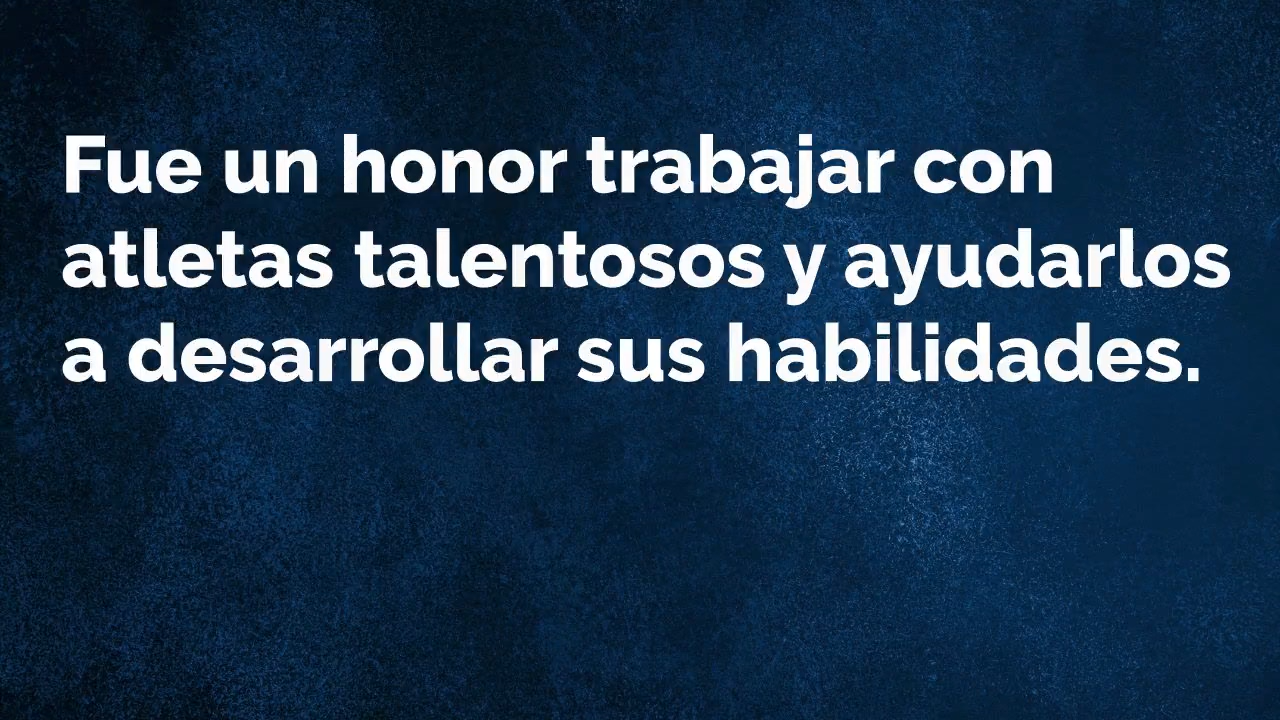 Fue un honor trabajar con
atletas talentosos y ayudarlos
a desarrollar sus habilidades.